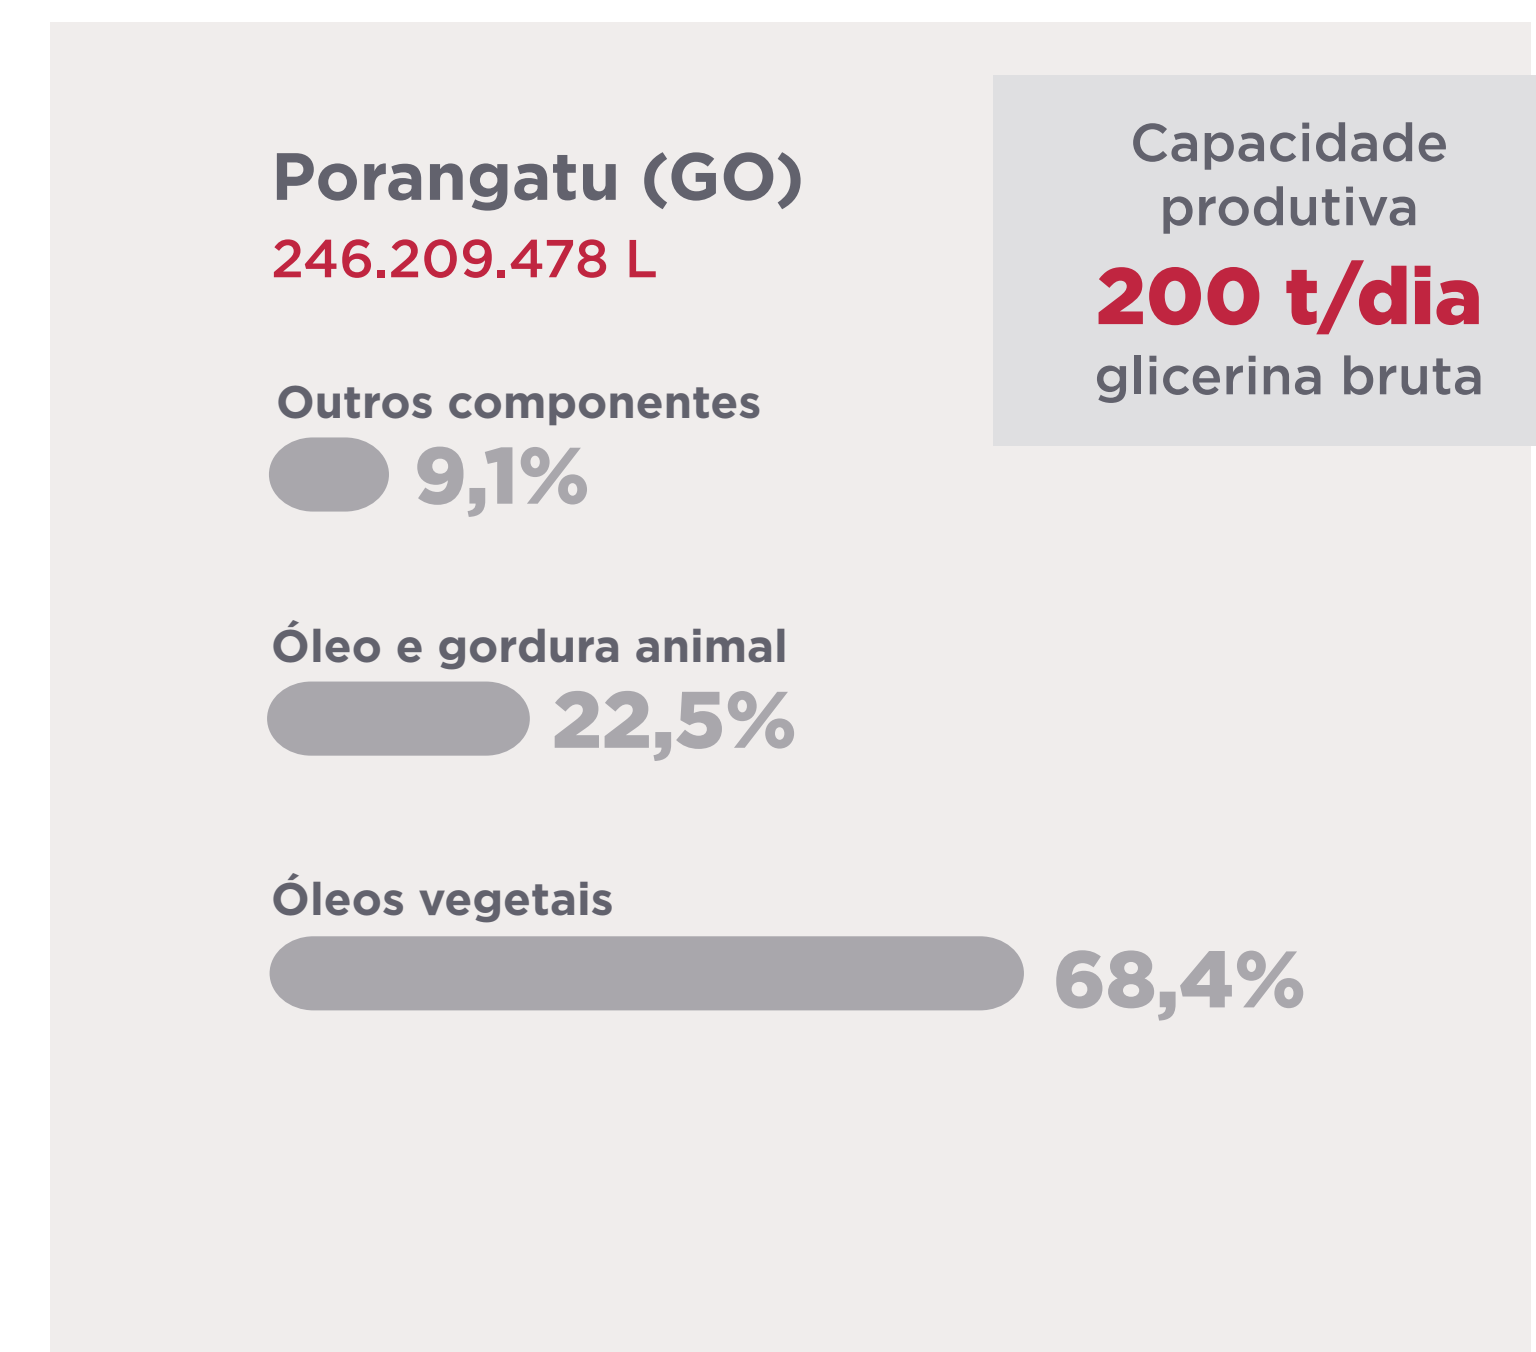 Porangatu (GO)
246.209.478 L
Capacidade
produtiva
200 t/dia
glicerina bruta
Outros componentes
9,1%
Óleo e gordura animal
22,5%
Óleos vegetais
68,4%